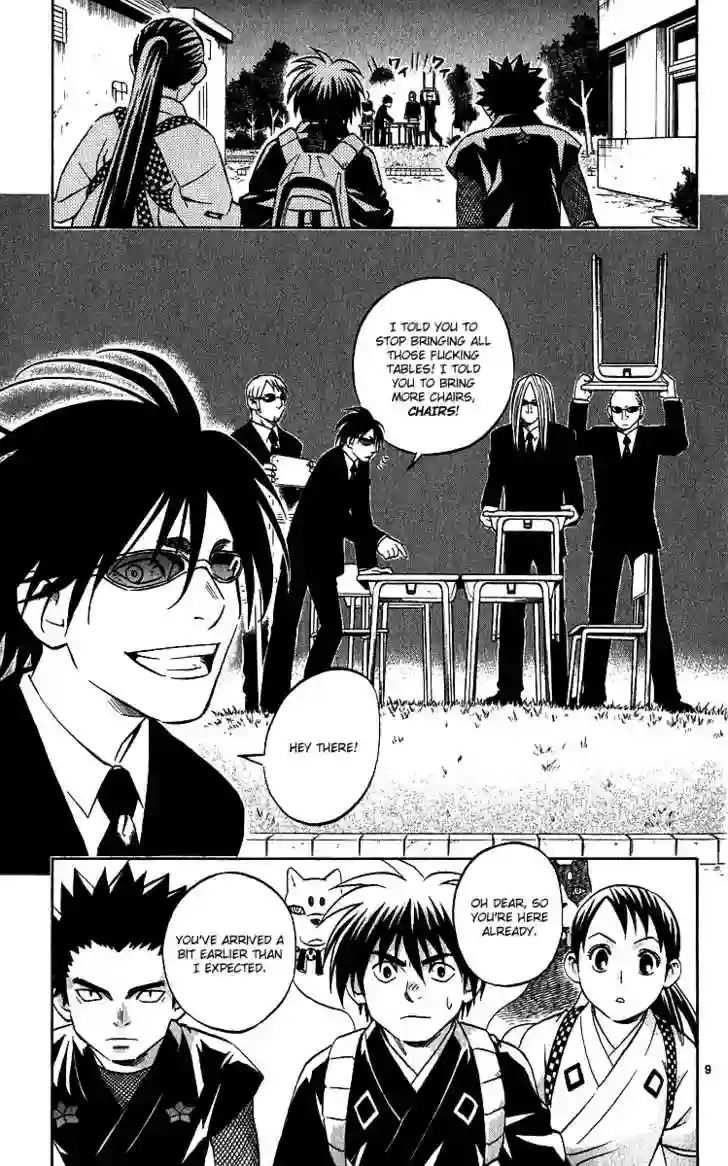 I TOLD YOU TO
STOP BRINGING ALL
THOSE FUCKING
TABLES! I TOLD
YOU TO BRING
MORE CHAIRS,
CHAIRS!
HEY THERE!
YOU'VE ARRIVED A
BIT EARLIER THAN
I EXPECTED.
OH DEAR, SO
YOU'RE HERE
ALREADY.
9